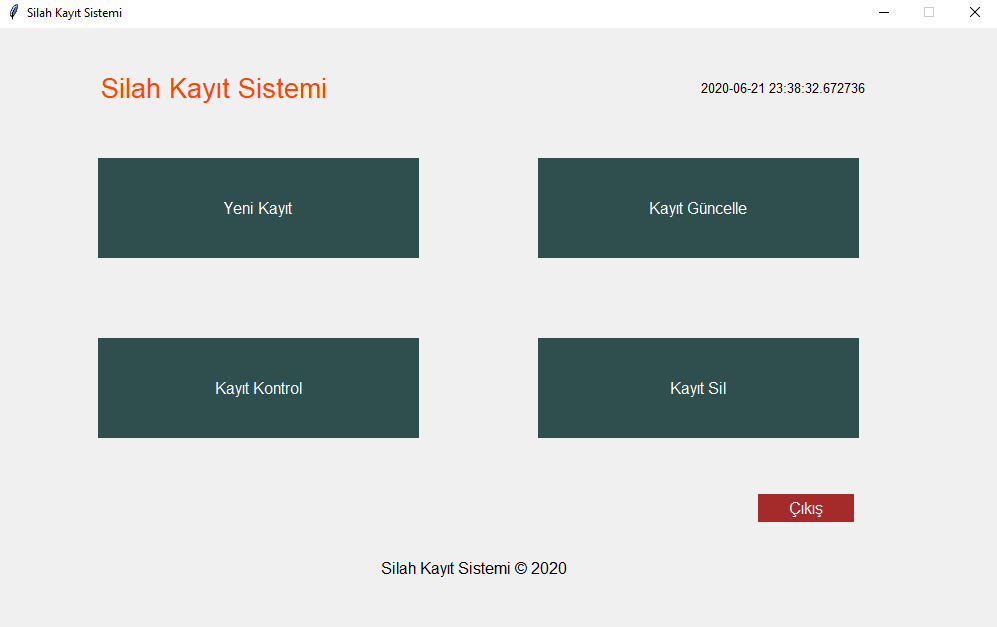 Silah Kayıt Sistemi
Silah Kayıt Sistemi
2020-06-21 23:38:32.672736
Yeni Kayıt
Kayıt Güncelle
Kayıt Kontrol
Kayıt Sil
Çıkış
Silah Kayıt Sistemi © 2020